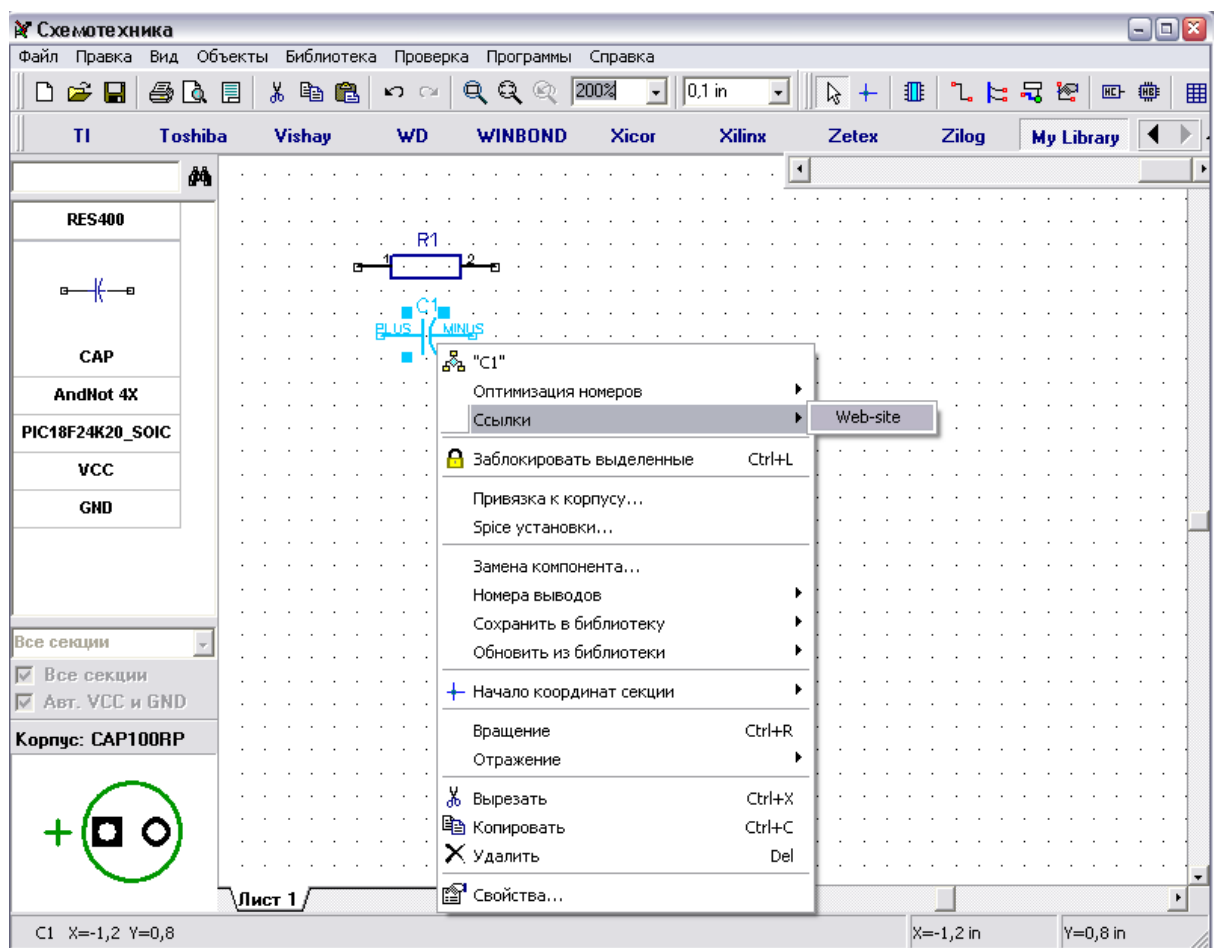 Схемотехника
Файл Правка Вид Объекты Библиотека Проверка Программы Справка
200% 0,1 in
TI Toshiba Vishay WD WINBOND Xicor Xilinx Zetex Zilog My Library
RES400
CAP
AndNot 4X
PIC18F24K20_SOIC
VCC
GND
Все секции
Все секции
Авт. VCC и GND
Корпус: CAP100RP
R1
1 2
C1
PLUS MINUS
"C1"
Оптимизация номеров
Ссылки
Web-site
Заблокировать выделенные Ctrl+L
Привязка к корпусу...
Spice установки...
Замена компонента...
Номера выводов
Сохранить в библиотеку
Обновить из библиотеки
Начало координат секции
Вращение Ctrl+R
Отражение
Вырезать Ctrl+X
Копировать Ctrl+C
Удалить Del
Свойства...
Лист 1
C1 X=-1,2 Y=0,8
X=-1,2 in
Y=0,8 in